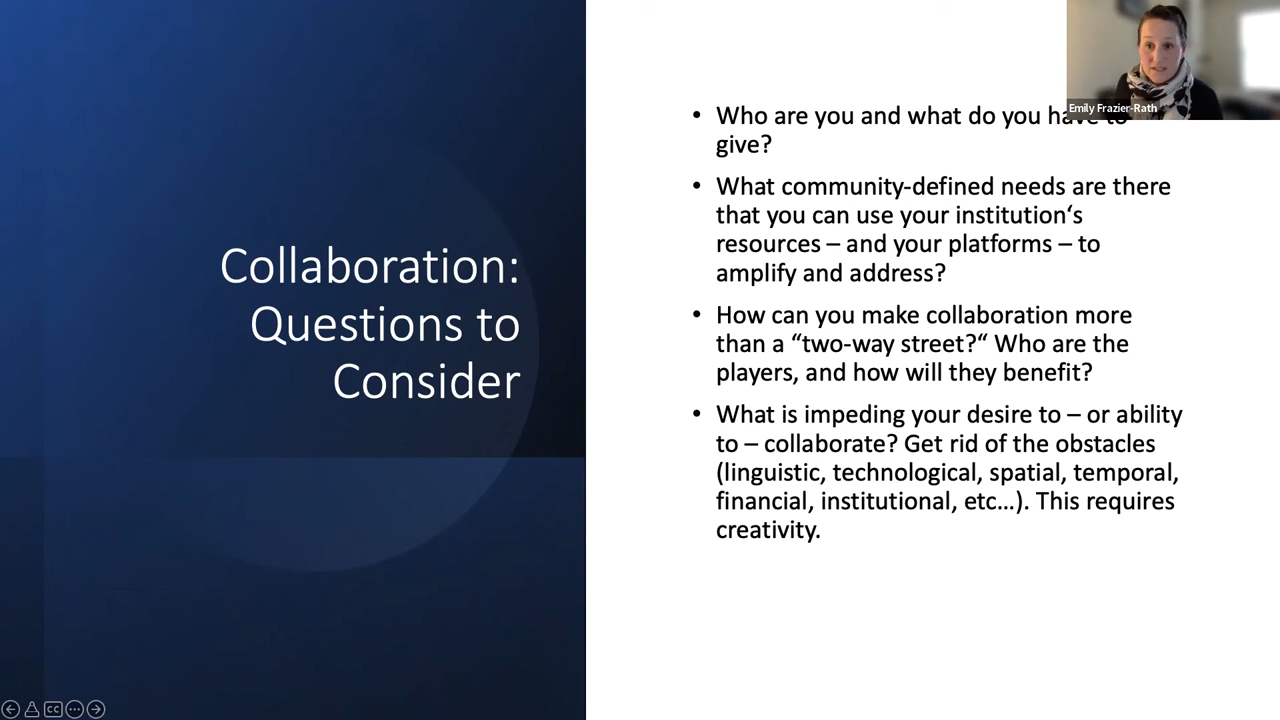 Collaboration:
Questions to
Consider
• Who are you and what do you have to
give?
• What community-defined needs are there
that you can use your institution‘s
resources – and your platforms – to
amplify and address?
• How can you make collaboration more
than a “two-way street?“ Who are the
players, and how will they benefit?
• What is impeding your desire to – or ability
to – collaborate? Get rid of the obstacles
(linguistic, technological, spatial, temporal,
financial, institutional, etc…). This requires
creativity.
Emily Frazier-Rath
CC